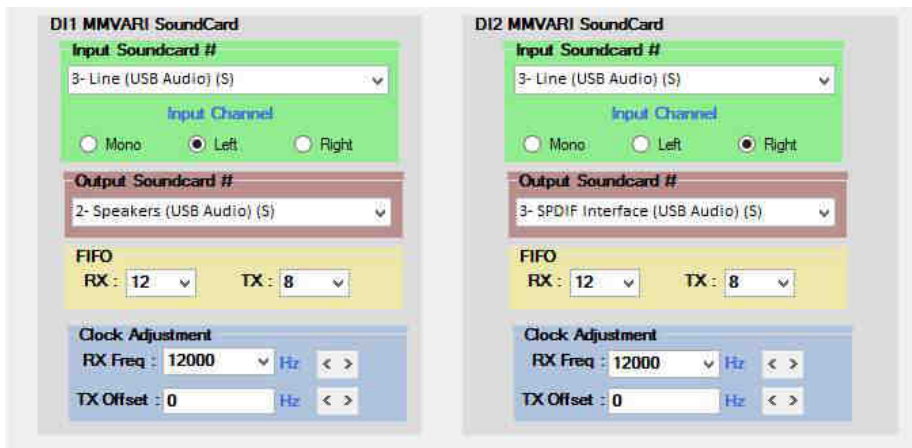 DI1 MMVARI SoundCard
Input Soundcard #
3- Line (USB Audio) (S)
Input Channel
Mono Left Right
Output Soundcard #
2- Speakers (USB Audio) (S)
FIFO
RX : 12 TX : 8
Clock Adjustment
RX Freq : 12000 Hz < >
TX Offset : 0 Hz < >
DI2 MMVARI SoundCard
Input Soundcard #
3- Line (USB Audio) (S)
Input Channel
Mono Left Right
Output Soundcard #
3- SPDIF Interface (USB Audio) (S)
FIFO
RX : 12 TX : 8
Clock Adjustment
RX Freq : 12000 Hz < >
TX Offset : 0 Hz < >